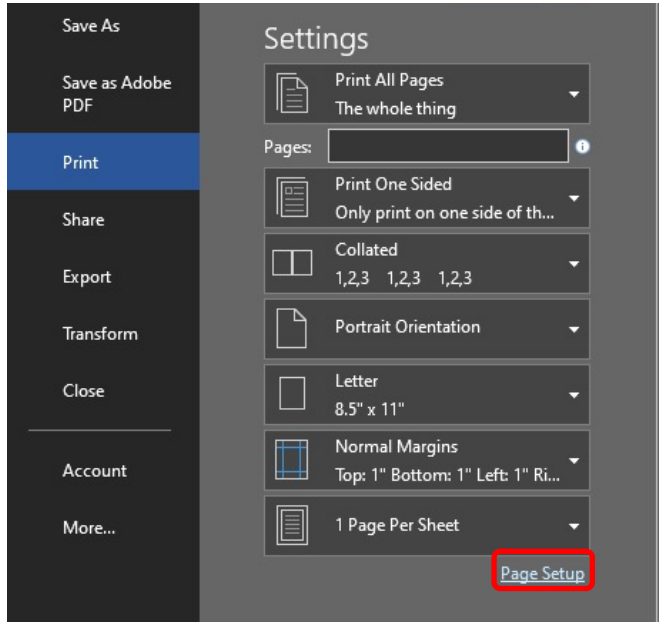 Save As
Save as Adobe
PDF
Print
Share
Export
Transform
Close
Account
More...
Settings
Print All Pages
The whole thing
Pages:
Print One Sided
Only print on one side of th...
Collated
1,2,3 1,2,3 1,2,3
Portrait Orientation
Letter
8.5" x 11"
Normal Margins
Top: 1" Bottom: 1" Left: 1" Ri...
1 Page Per Sheet
Page Setup